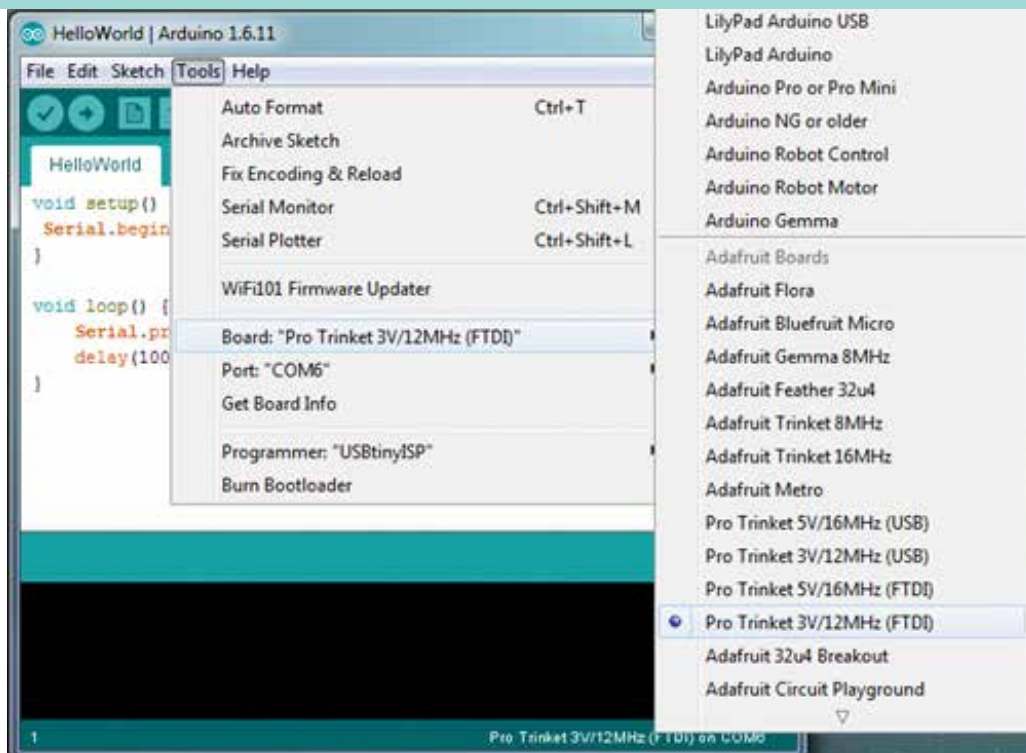 HelloWorld | Arduino 1.6.11
File Edit Sketch Tools Help
HelloWorld
void setup()
Serial.begin
}
void loop() {
Serial.pr
delay(100
}
Auto Format Ctrl+T
Archive Sketch
Fix Encoding & Reload
Serial Monitor Ctrl+Shift+M
Serial Plotter Ctrl+Shift+L
WiFi101 Firmware Updater
Board: "Pro Trinket 3V/12MHz (FTDI)"
Port: "COM6"
Get Board Info
Programmer: "USBtinyISP"
Burn Bootloader
LilyPad Arduino USB
LilyPad Arduino
Arduino Pro or Pro Mini
Arduino NG or older
Arduino Robot Control
Arduino Robot Motor
Arduino Gemma
Adafruit Boards
Adafruit Flora
Adafruit Bluefruit Micro
Adafruit Gemma 8MHz
Adafruit Feather 32u4
Adafruit Trinket 8MHz
Adafruit Trinket 16MHz
Adafruit Metro
Pro Trinket 5V/16MHz (USB)
Pro Trinket 3V/12MHz (USB)
Pro Trinket 5V/16MHz (FTDI)
Pro Trinket 3V/12MHz (FTDI)
Adafruit 32u4 Breakout
Adafruit Circuit Playground
1 Pro Trinket 3V/12MHz (FTDI) on COM6